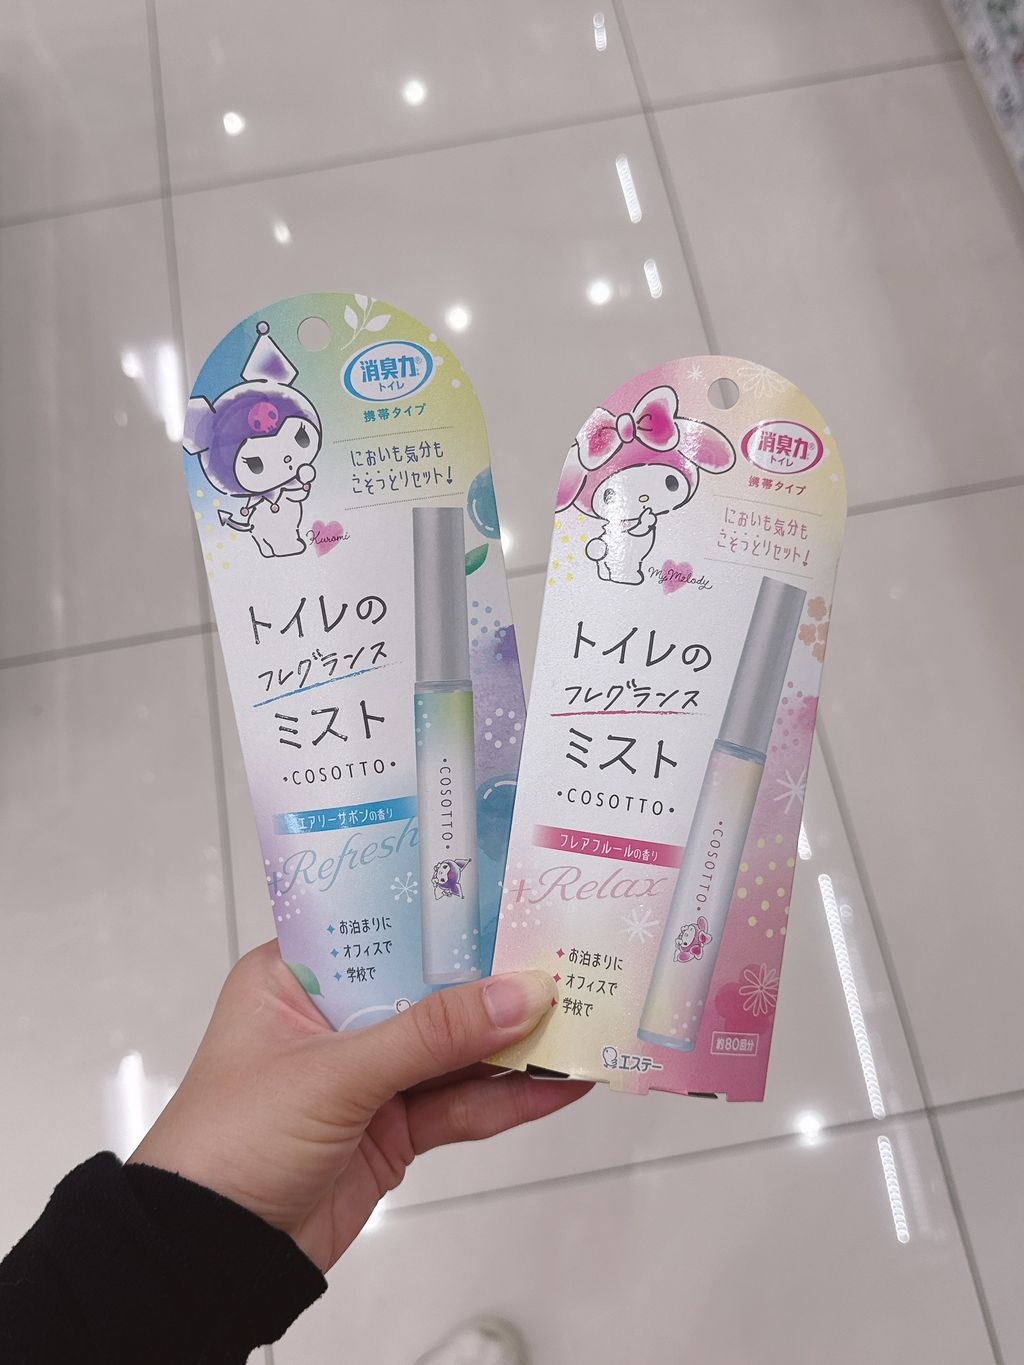 消臭力®
トイレ
携帯タイプ
においも気分も
こそっとリセット!
Kuromi
トイレの
フレグランス
ミスト
・COSOTTO・
エアリーサボンの香り
+Refresh
お泊まりに
オフィスで
学校で
・COSOTTO・
消臭力®
トイレ
携帯タイプ
においも気分も
こそっとリセット!
My Melody
トイレの
フレグランス
ミスト
・COSOTTO・
フレアフルールの香り
+Relax
お泊まりに
オフィスで
学校で
・COSOTTO・
エステー
約80回分